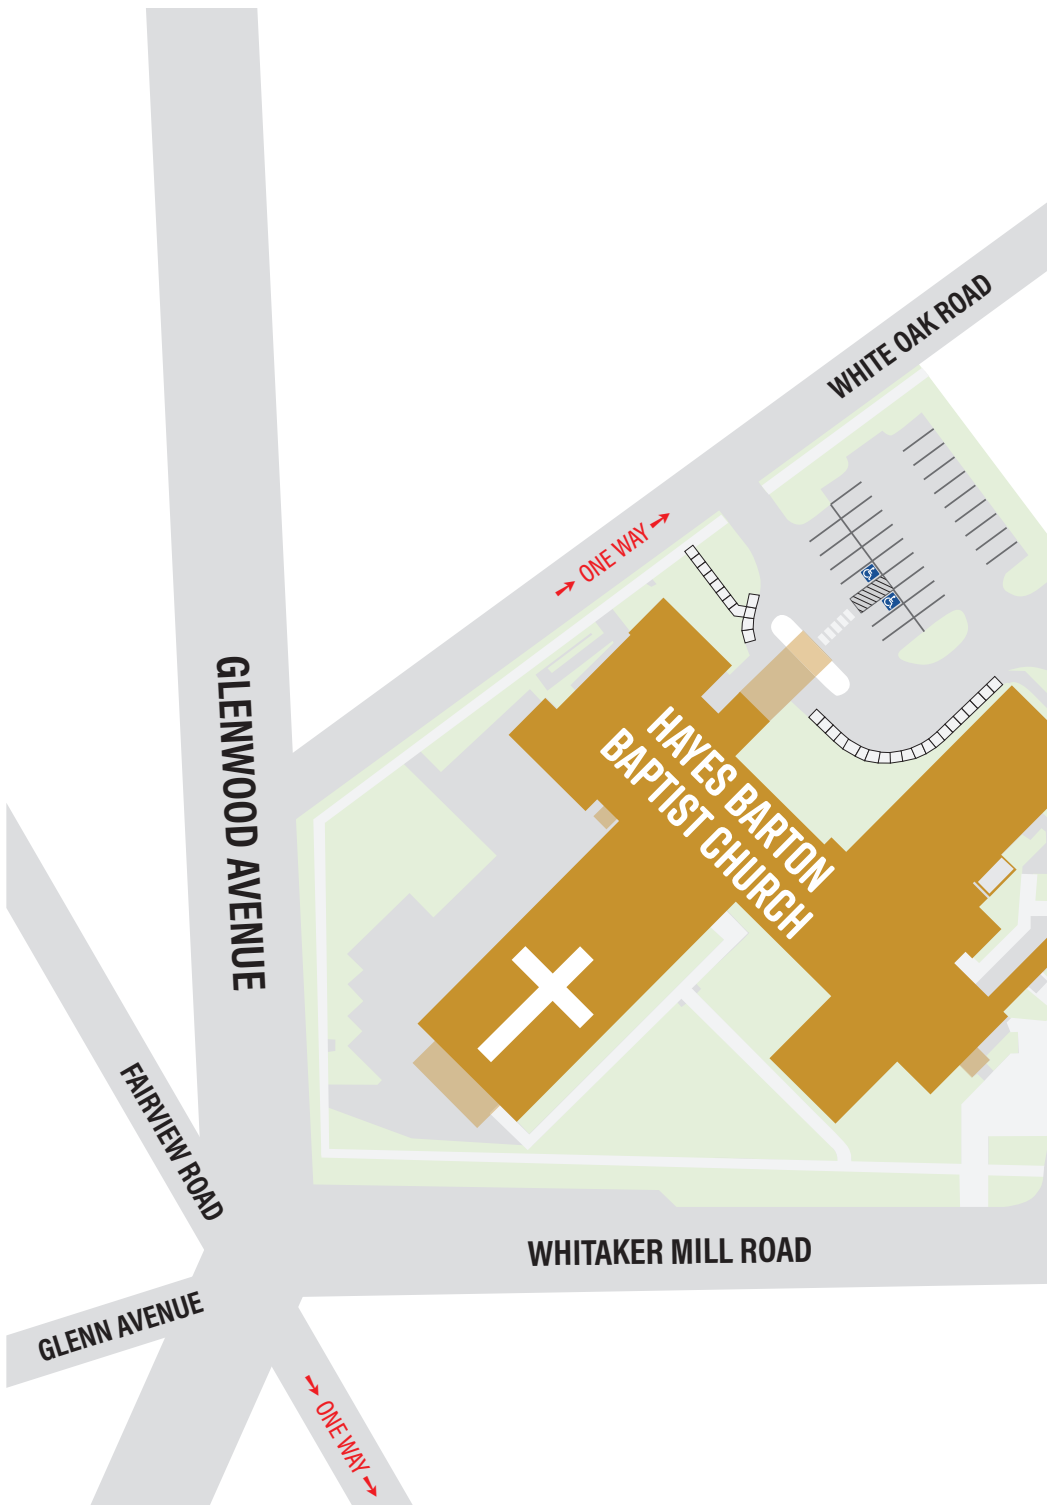 WHITE OAK ROAD
ONE WAY
GLENWOOD AVENUE
HAYES BARTON
BAPTIST CHURCH
FAIRVIEW ROAD
WHITAKER MILL ROAD
GLENN AVENUE
ONE WAY